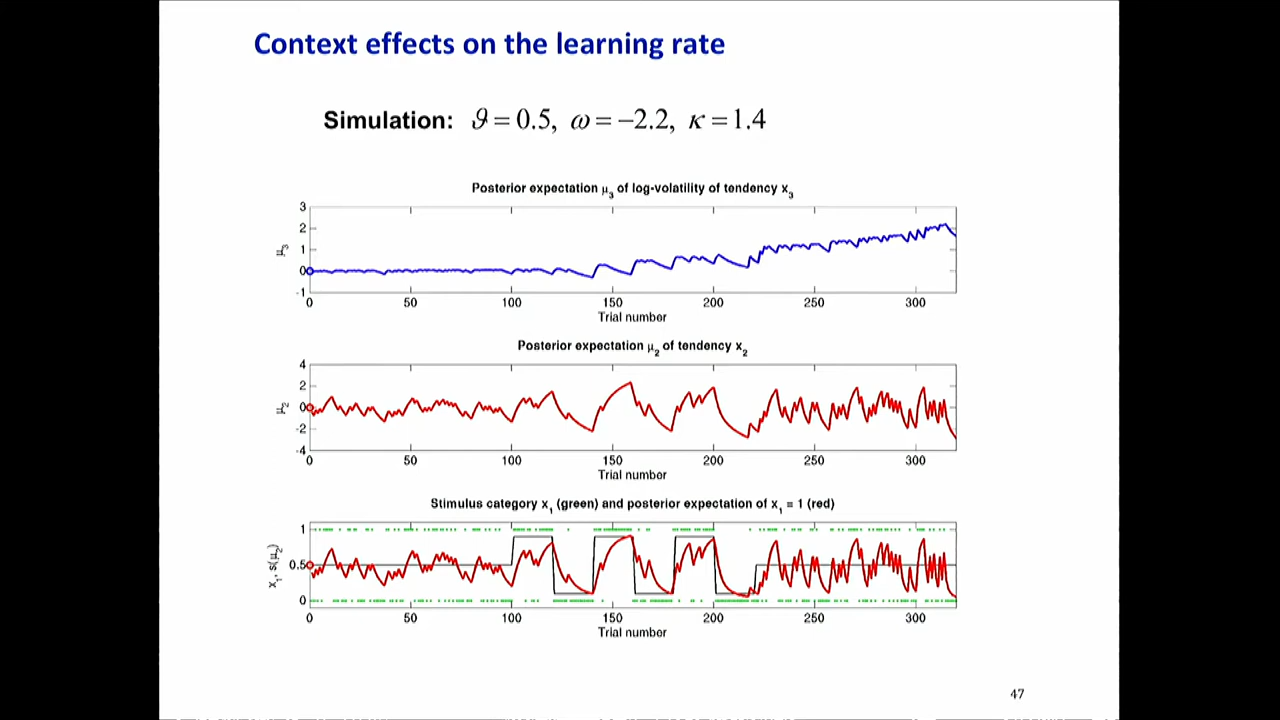 Context effects on the learning rate
Simulation: ϑ = 0.5, ω = −2.2, κ = 1.4
Posterior expectation μ₃ of log-volatility of tendency x₃
μ₃
3
2
1
0
-1
0 50 100 150 200 250 300
Trial number
Posterior expectation μ₂ of tendency x₂
μ₂
4
2
0
-2
-4
0 50 100 150 200 250 300
Trial number
Stimulus category x₁ (green) and posterior expectation of x₁ = 1 (red)
x₁, s(μ₂)
1
0.5
0
0 50 100 150 200 250 300
Trial number
47